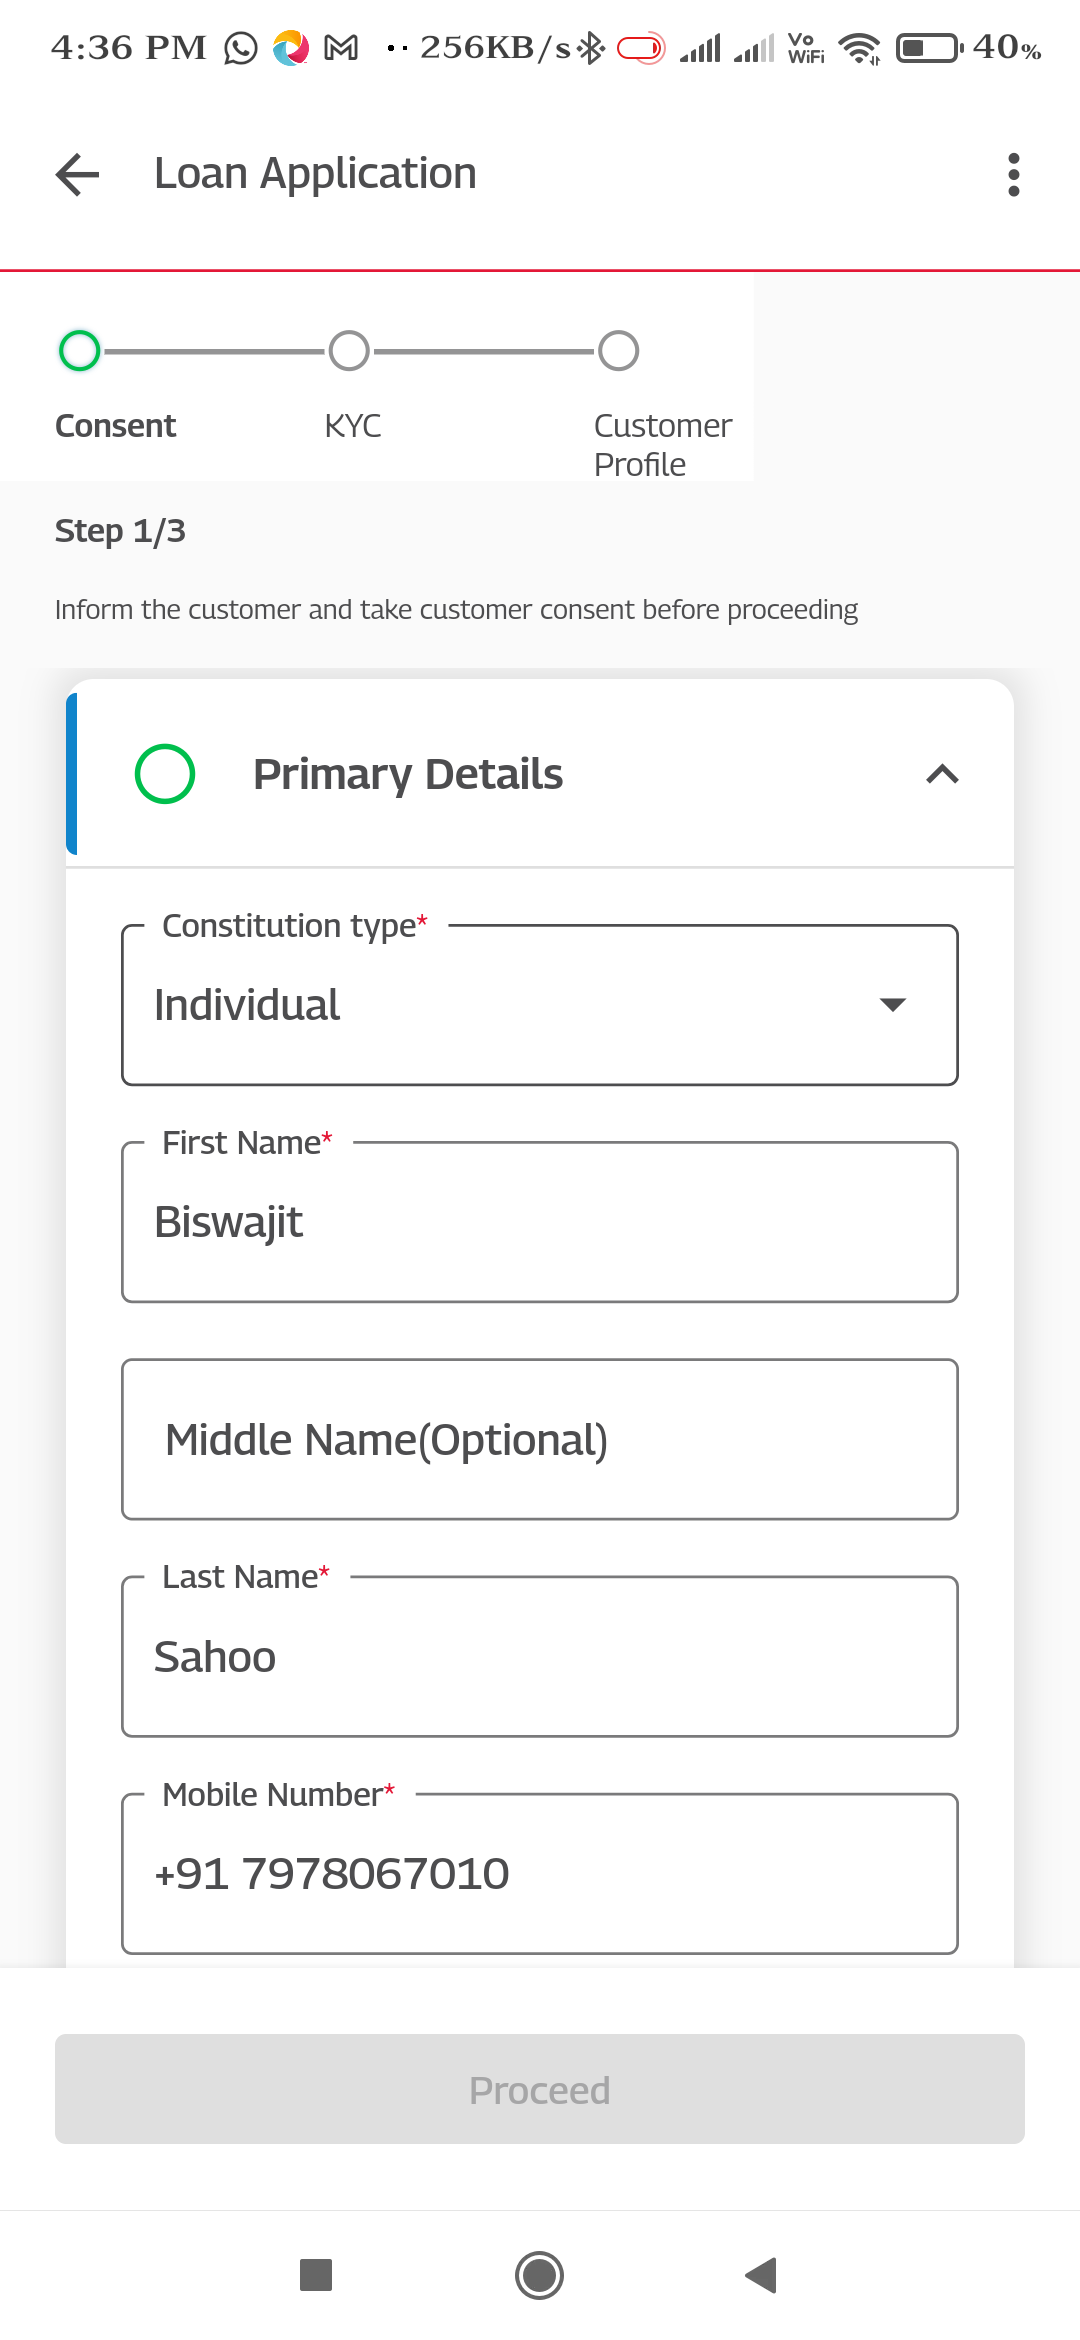 4:36 PM 256KB/s Vo WiFi 40%
Loan Application
Consent KYC Customer Profile
Step 1/3
Inform the customer and take customer consent before proceeding
Primary Details
Constitution type*
Individual
First Name*
Biswajit
Middle Name(Optional)
Last Name*
Sahoo
Mobile Number*
+91 7978067010
Proceed